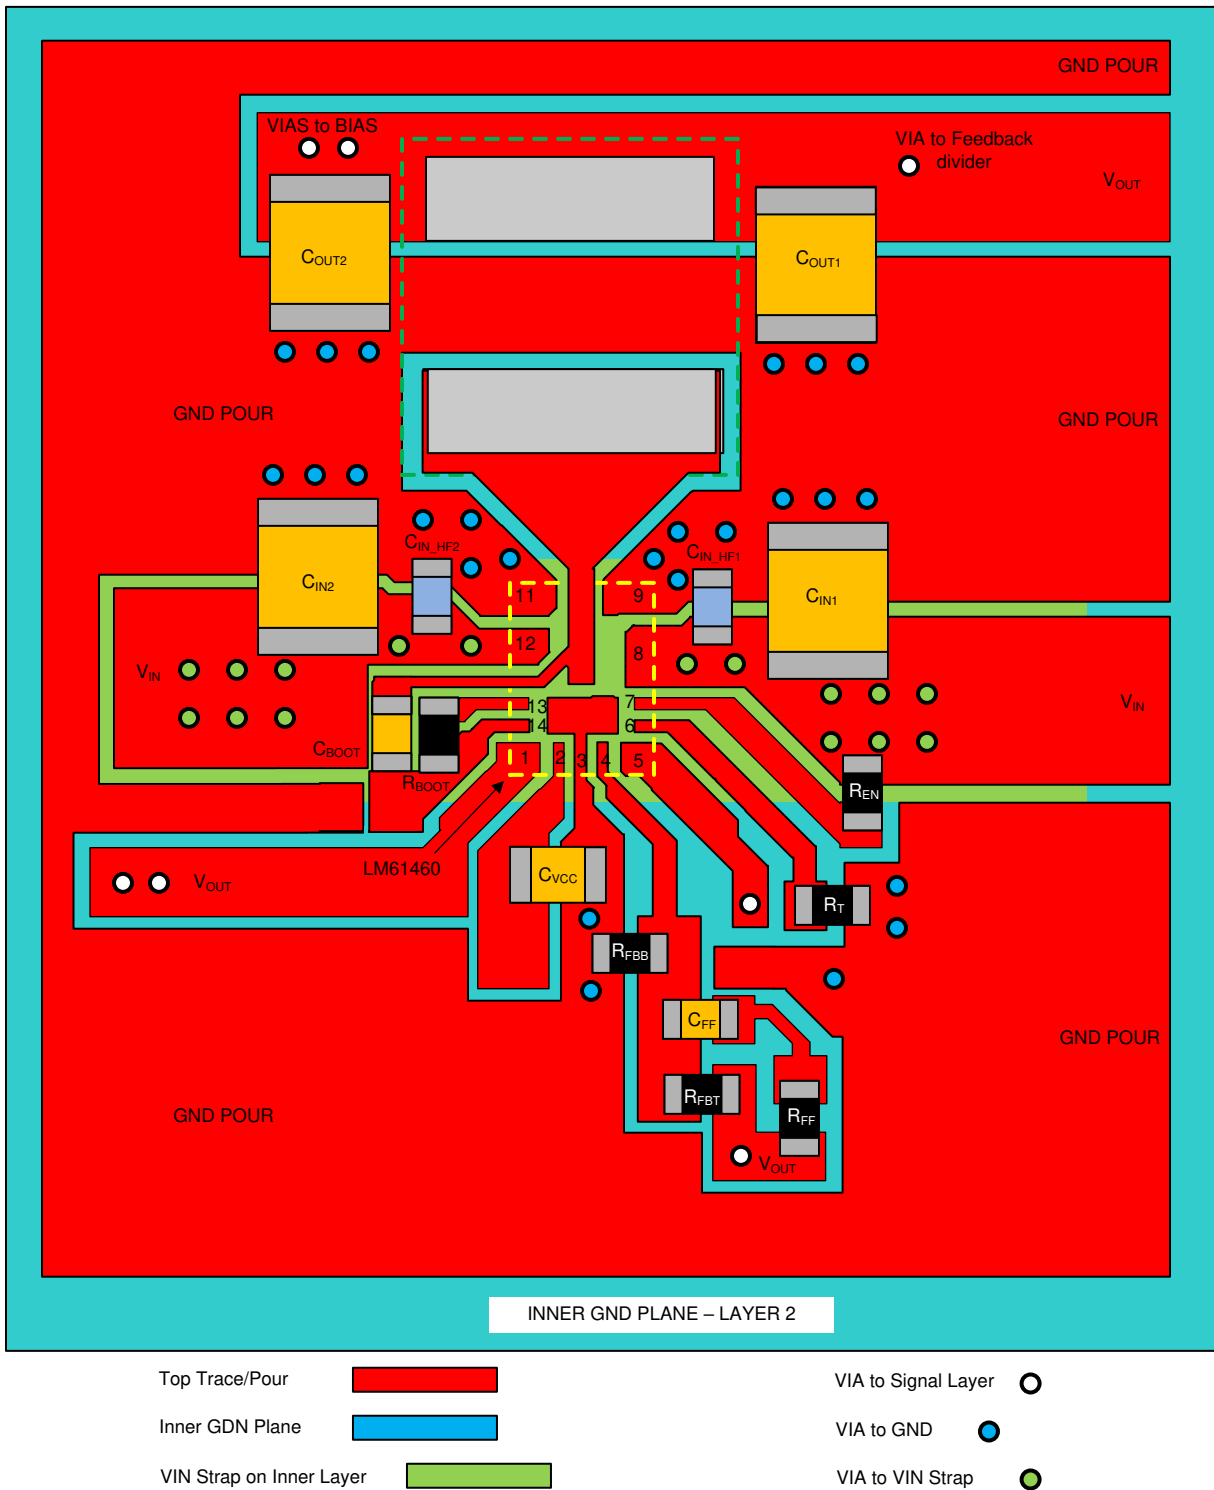 GND POUR
VIAS to BIAS
VIA to Feedback
divider
VOUT
COUT2
COUT1
GND POUR
GND POUR
CIN_HF2
CIN_HF1
CIN2
CIN1
11
9
12
8
VIN
VIN
13
7
14
6
CBOOT
RBOOT
1
2
3
4
5
REN
LM61460
CVCC
VOUT
RT
RFBB
CFF
GND POUR
RFBT
RFF
GND POUR
VOUT
INNER GND PLANE – LAYER 2
Top Trace/Pour
VIA to Signal Layer
Inner GDN Plane
VIA to GND
VIN Strap on Inner Layer
VIA to VIN Strap